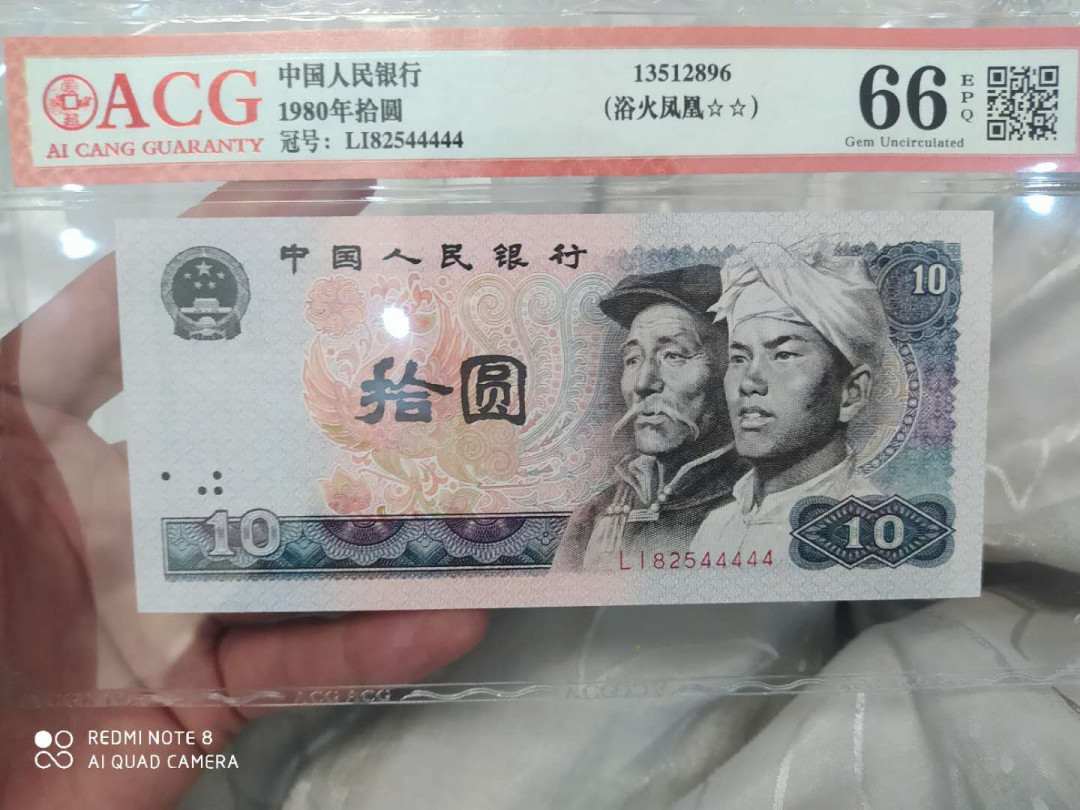 ACG
AI CANG GUARANTY
中国人民银行
1980年拾圆
冠号: LI82544444
13512896
(浴火凤凰☆☆)
66
EPQ
Gem Uncirculated
中国人民银行
10
拾圆
10
10
LI82544444
ACG ACG
REDMI NOTE 8
AI QUAD CAMERA